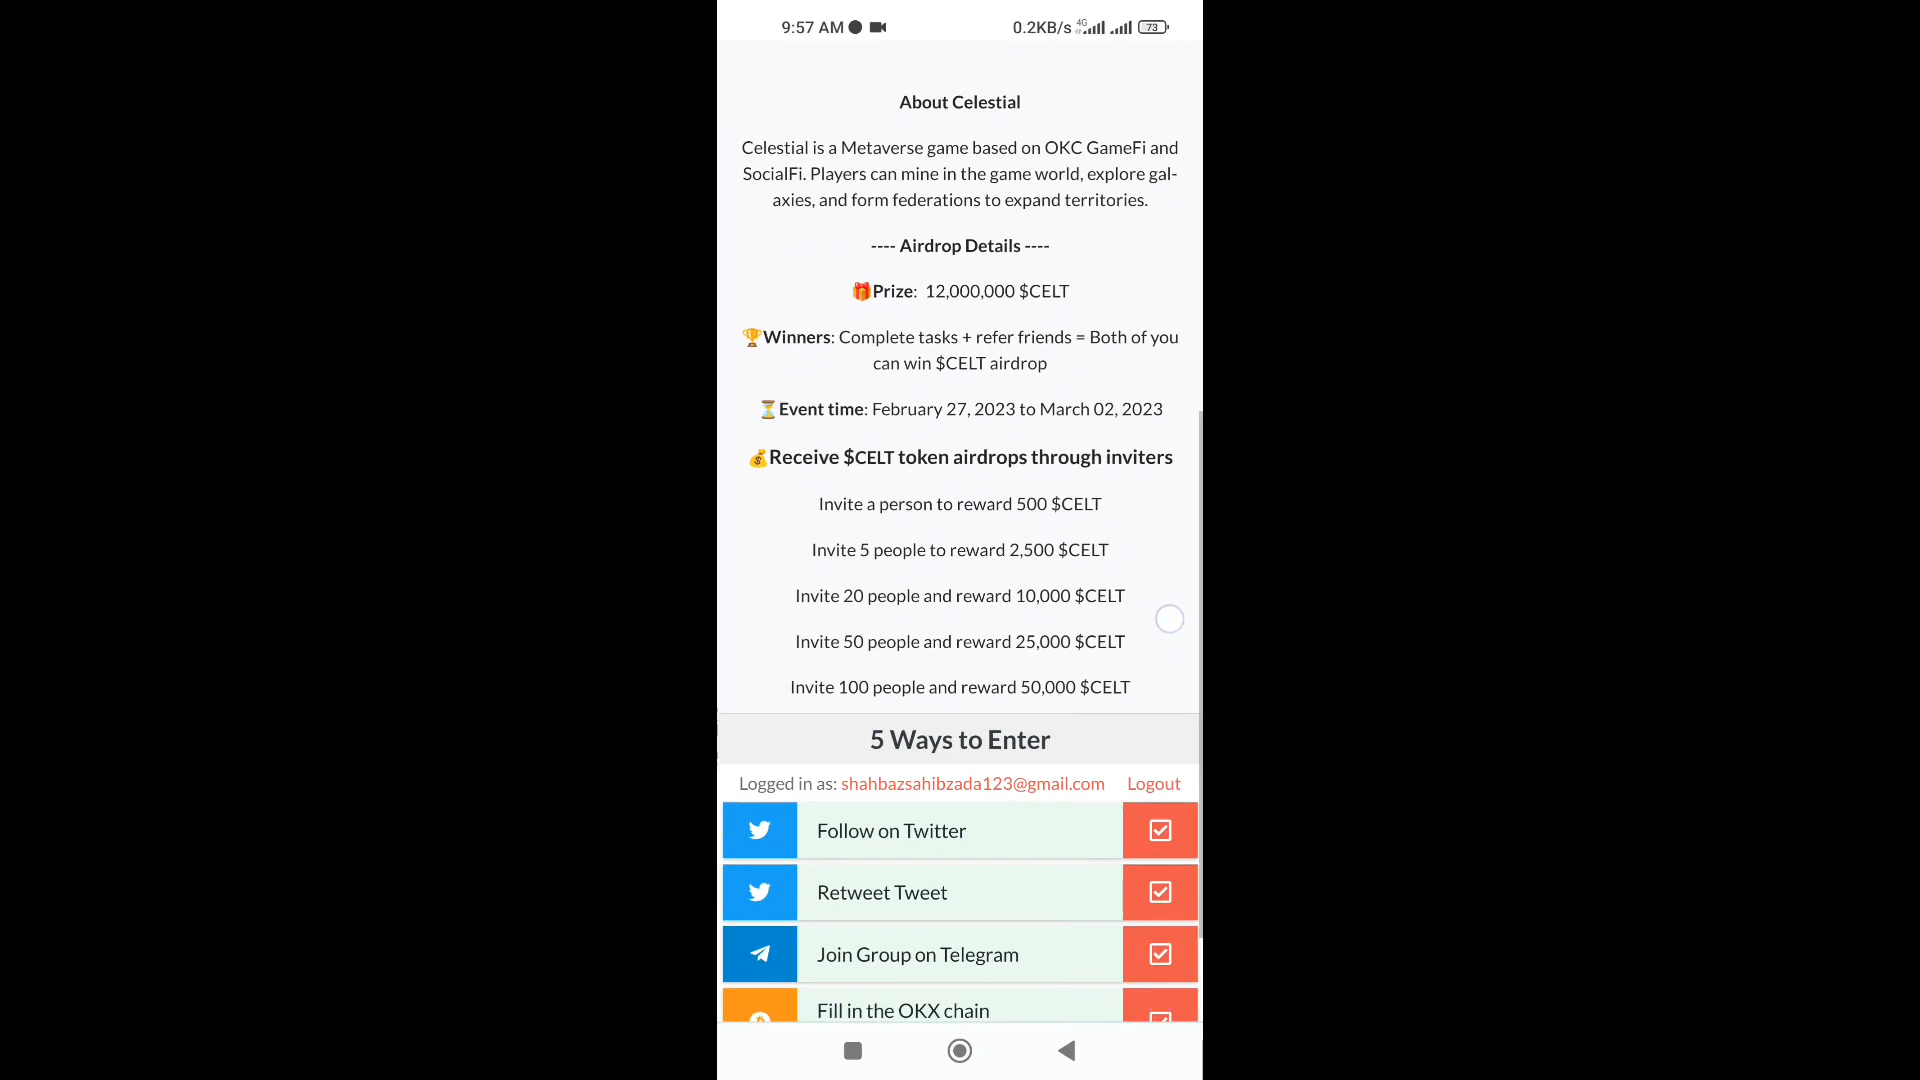 9:57 AM 0.2KB/s 4G 73
About Celestial
Celestial is a Metaverse game based on OKC GameFi and
SocialFi. Players can mine in the game world, explore gal-
axies, and form federations to expand territories.
---- Airdrop Details ----
🎁Prize: 12,000,000 $CELT
🏆Winners: Complete tasks + refer friends = Both of you
can win $CELT airdrop
⏳Event time: February 27, 2023 to March 02, 2023
💰Receive $CELT token airdrops through inviters
Invite a person to reward 500 $CELT
Invite 5 people to reward 2,500 $CELT
Invite 20 people and reward 10,000 $CELT
Invite 50 people and reward 25,000 $CELT
Invite 100 people and reward 50,000 $CELT
5 Ways to Enter
Logged in as: shahbazsahibzada123@gmail.com Logout
Follow on Twitter
Retweet Tweet
Join Group on Telegram
Fill in the OKX chain